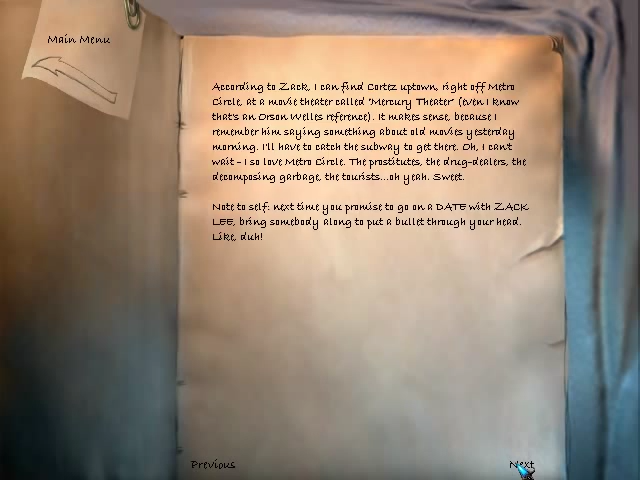 Main Menu
According to Zack, I can find Cortez uptown, right off Metro
Circle, at a movie theater called 'Mercury Theater' (even I know
that's an Orson Welles reference). It makes sense, because I
remember him saying something about old movies yesterday
morning. I'll have to catch the subway to get there. Oh, I can't
wait - I so love Metro Circle. The prostitutes, the drug-dealers, the
decomposing garbage, the tourists...oh yeah. Sweet.
Note to self: next time you promise to go on a DATE with ZACK
LEE, bring somebody along to put a bullet through your head.
Like, duh!
Previous
Next